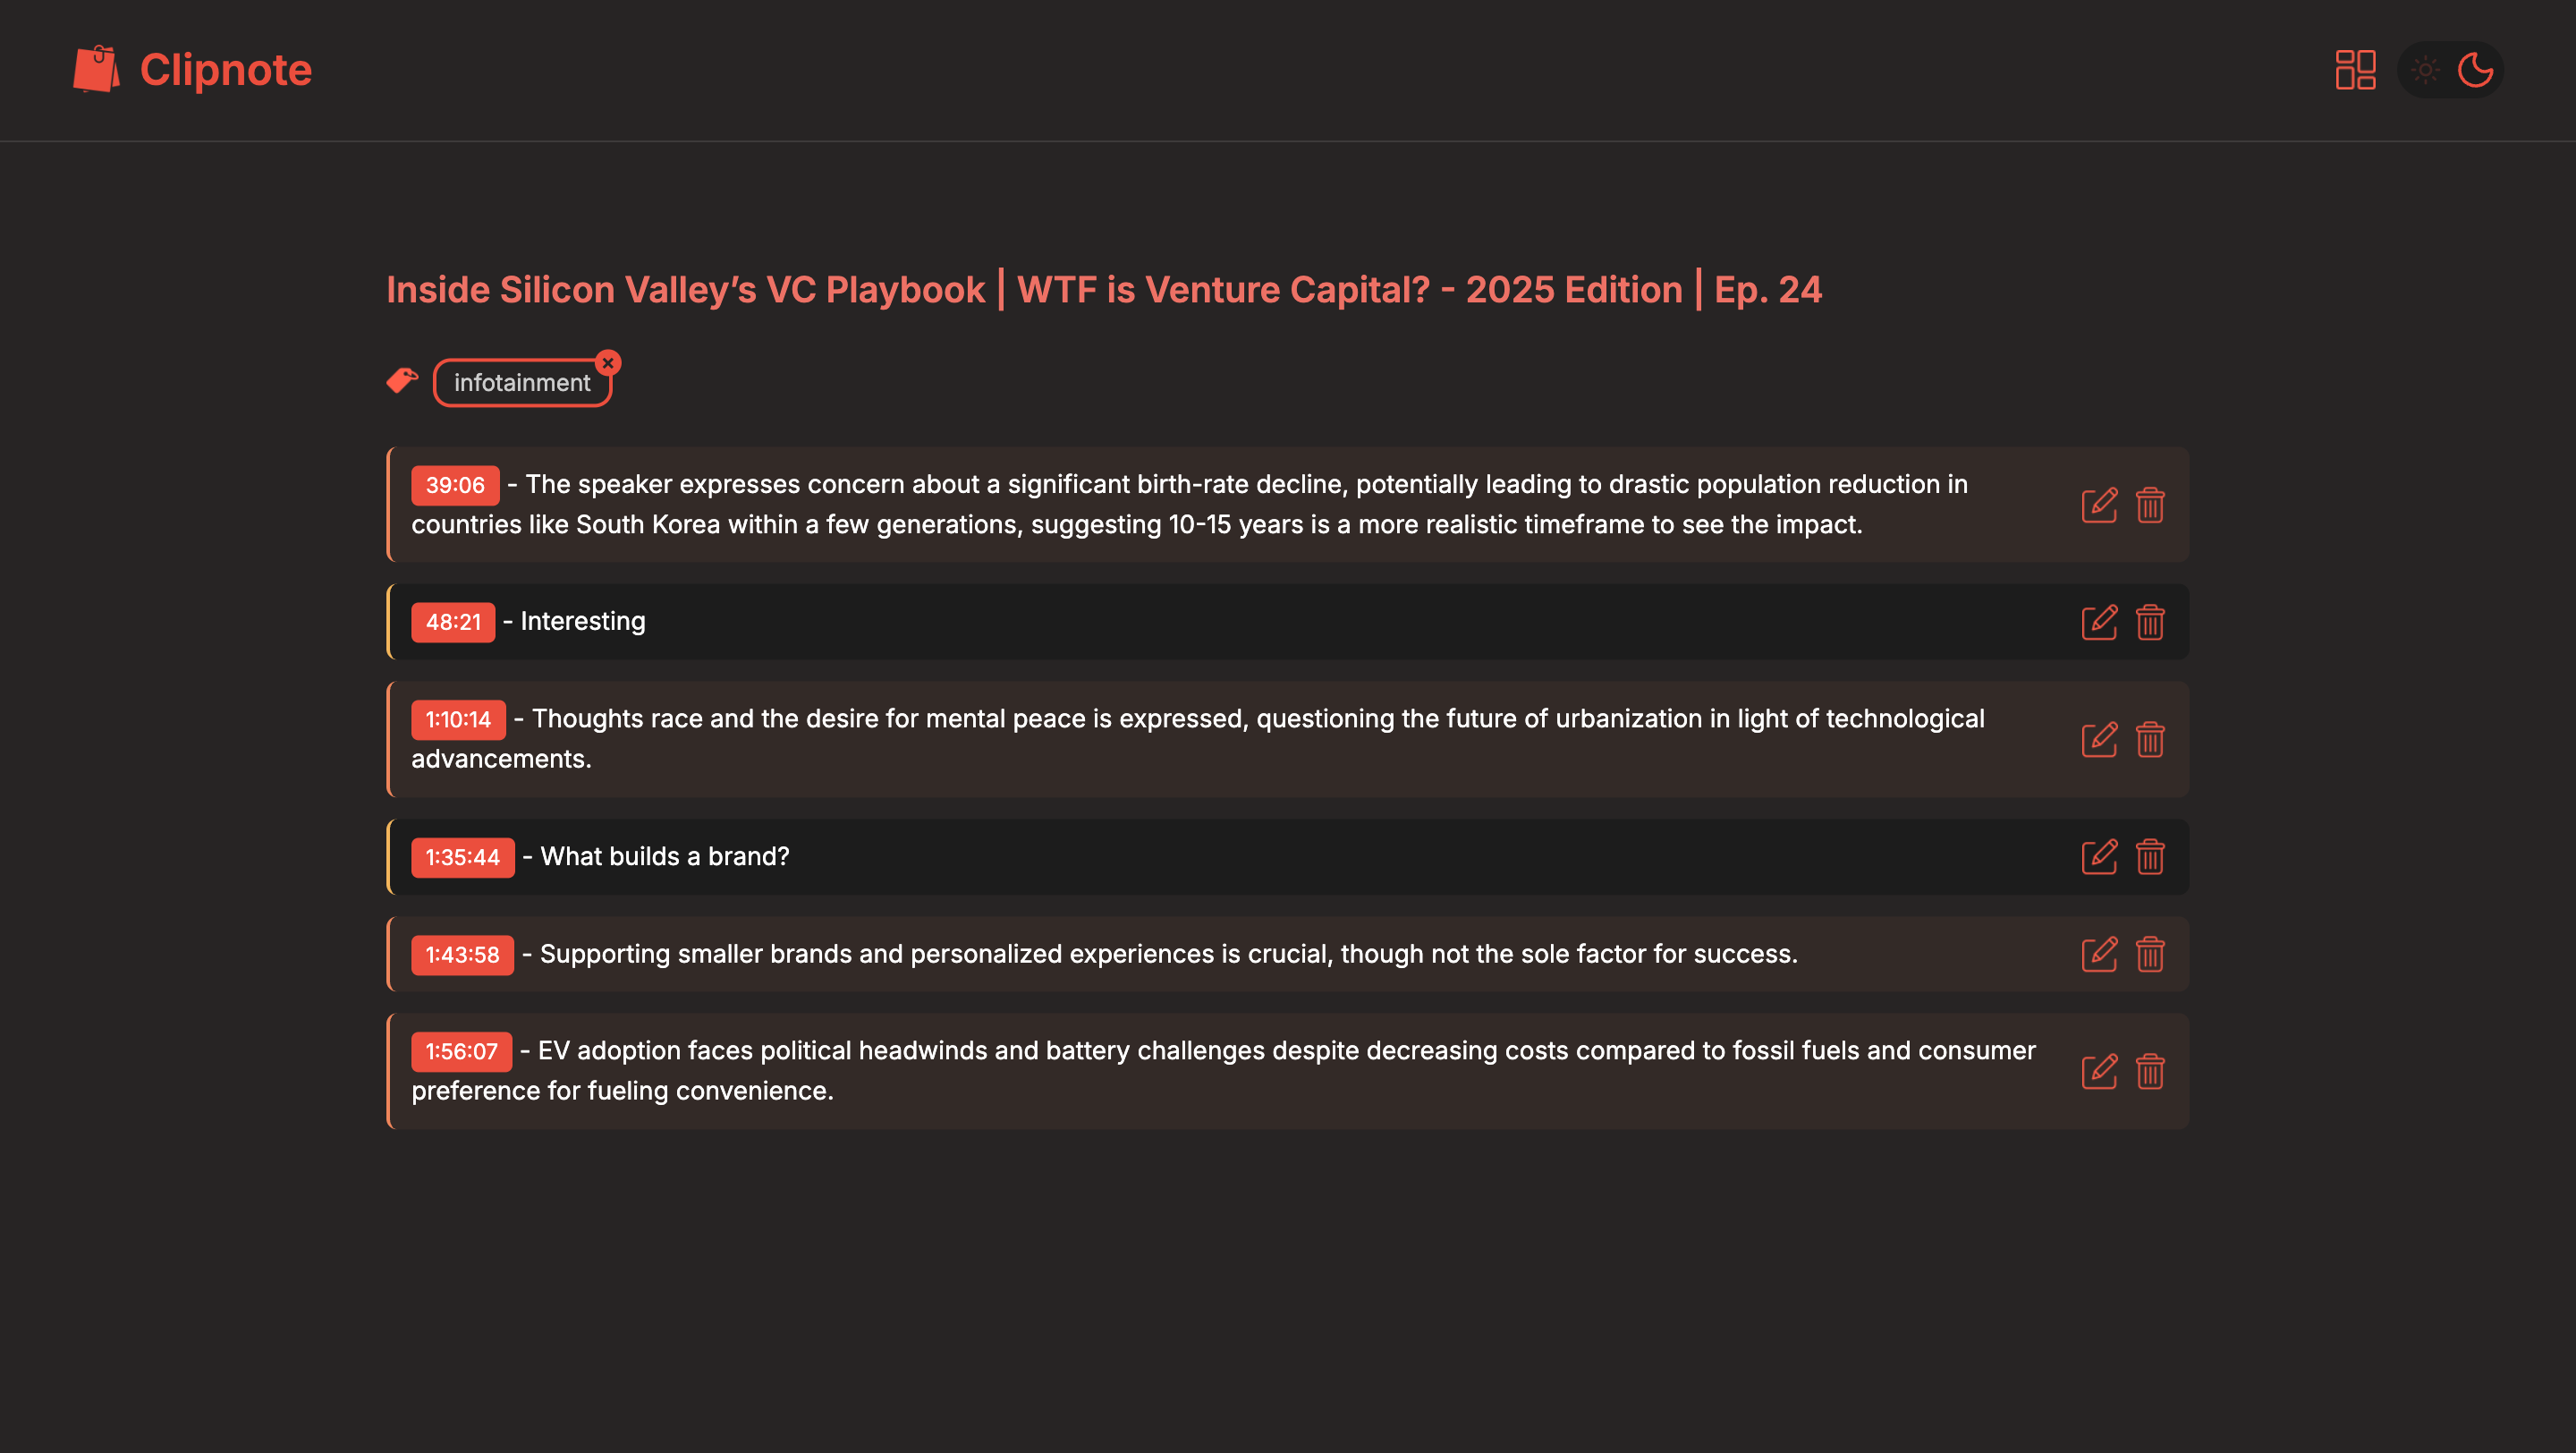 Clipnote
Inside Silicon Valley’s VC Playbook | WTF is Venture Capital? - 2025 Edition | Ep. 24
infotainment
39:06 - The speaker expresses concern about a significant birth-rate decline, potentially leading to drastic population reduction in
countries like South Korea within a few generations, suggesting 10-15 years is a more realistic timeframe to see the impact.
48:21 - Interesting
1:10:14 - Thoughts race and the desire for mental peace is expressed, questioning the future of urbanization in light of technological
advancements.
1:35:44 - What builds a brand?
1:43:58 - Supporting smaller brands and personalized experiences is crucial, though not the sole factor for success.
1:56:07 - EV adoption faces political headwinds and battery challenges despite decreasing costs compared to fossil fuels and consumer
preference for fueling convenience.